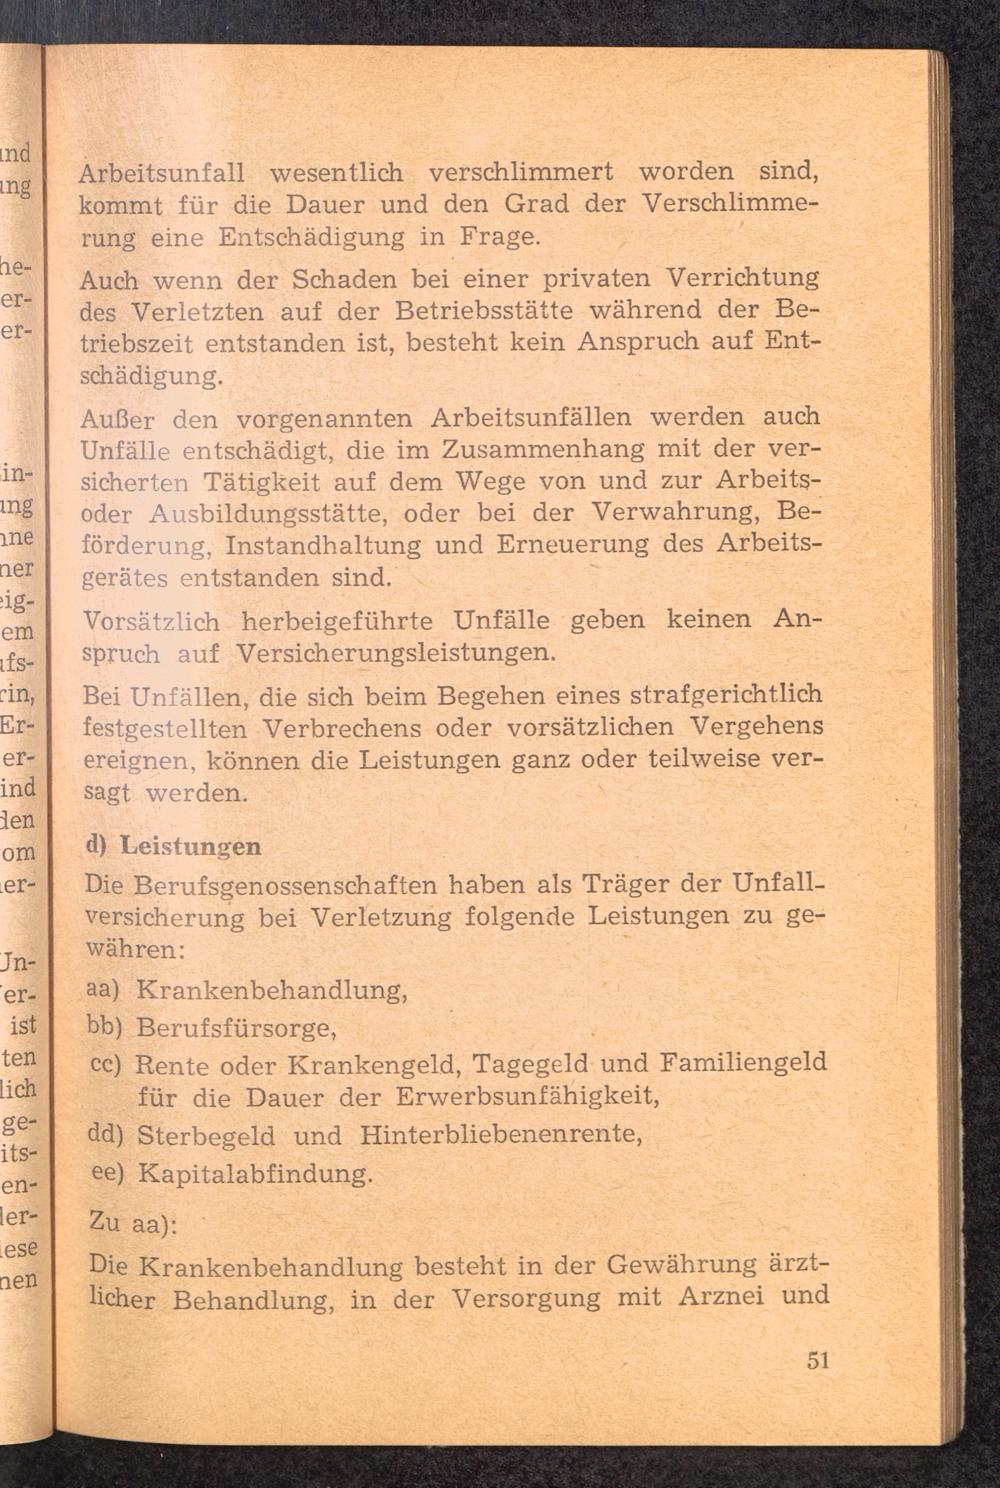 Arbeitsunfall wesentlich verschlimmert worden sind,
kommt für die Dauer und den Grad der Verschlimme-
rung eine Entschädigung in Frage.
Auch wenn der Schaden bei einer privaten Verrichtung
des Verletzten auf der Betriebsstätte während der Be-
triebszeit entstanden ist, besteht kein Anspruch auf Ent-
schädigung.
Außer den vorgenannten Arbeitsunfällen werden auch
Unfälle entschädigt, die im Zusammenhang mit der ver-
sicherten Tätigkeit auf dem Wege von und zur Arbeits-
oder Ausbildungsstätte, oder bei der Verwahrung, Be-
förderung, Instandhaltung und Erneuerung des Arbeits-
gerätes entstanden sind.
Vorsätzlich herbeigeführte Unfälle geben keinen An-
spruch auf Versicherungsleistungen.
Bei Unfällen, die sich beim Begehen eines strafgerichtlich
festgestellten Verbrechens oder vorsätzlichen Vergehens
ereignen, können die Leistungen ganz oder teilweise ver-
sagt werden.
d) Leistungen
Die Berufsgenossenschaften haben als Träger der Unfall-
versicherung bei Verletzung folgende Leistungen zu ge-
währen:
aa) Krankenbehandlung,
bb) Berufsfürsorge,
cc) Rente oder Krankengeld, Tagegeld und Familiengeld
für die Dauer der Erwerbsunfähigkeit,
dd) Sterbegeld und Hinterbliebenenrente,
ee) Kapitalabfindung.
Zu aa):
Die Krankenbehandlung besteht in der Gewährung ärzt-
licher Behandlung, in der Versorgung mit Arznei und
51